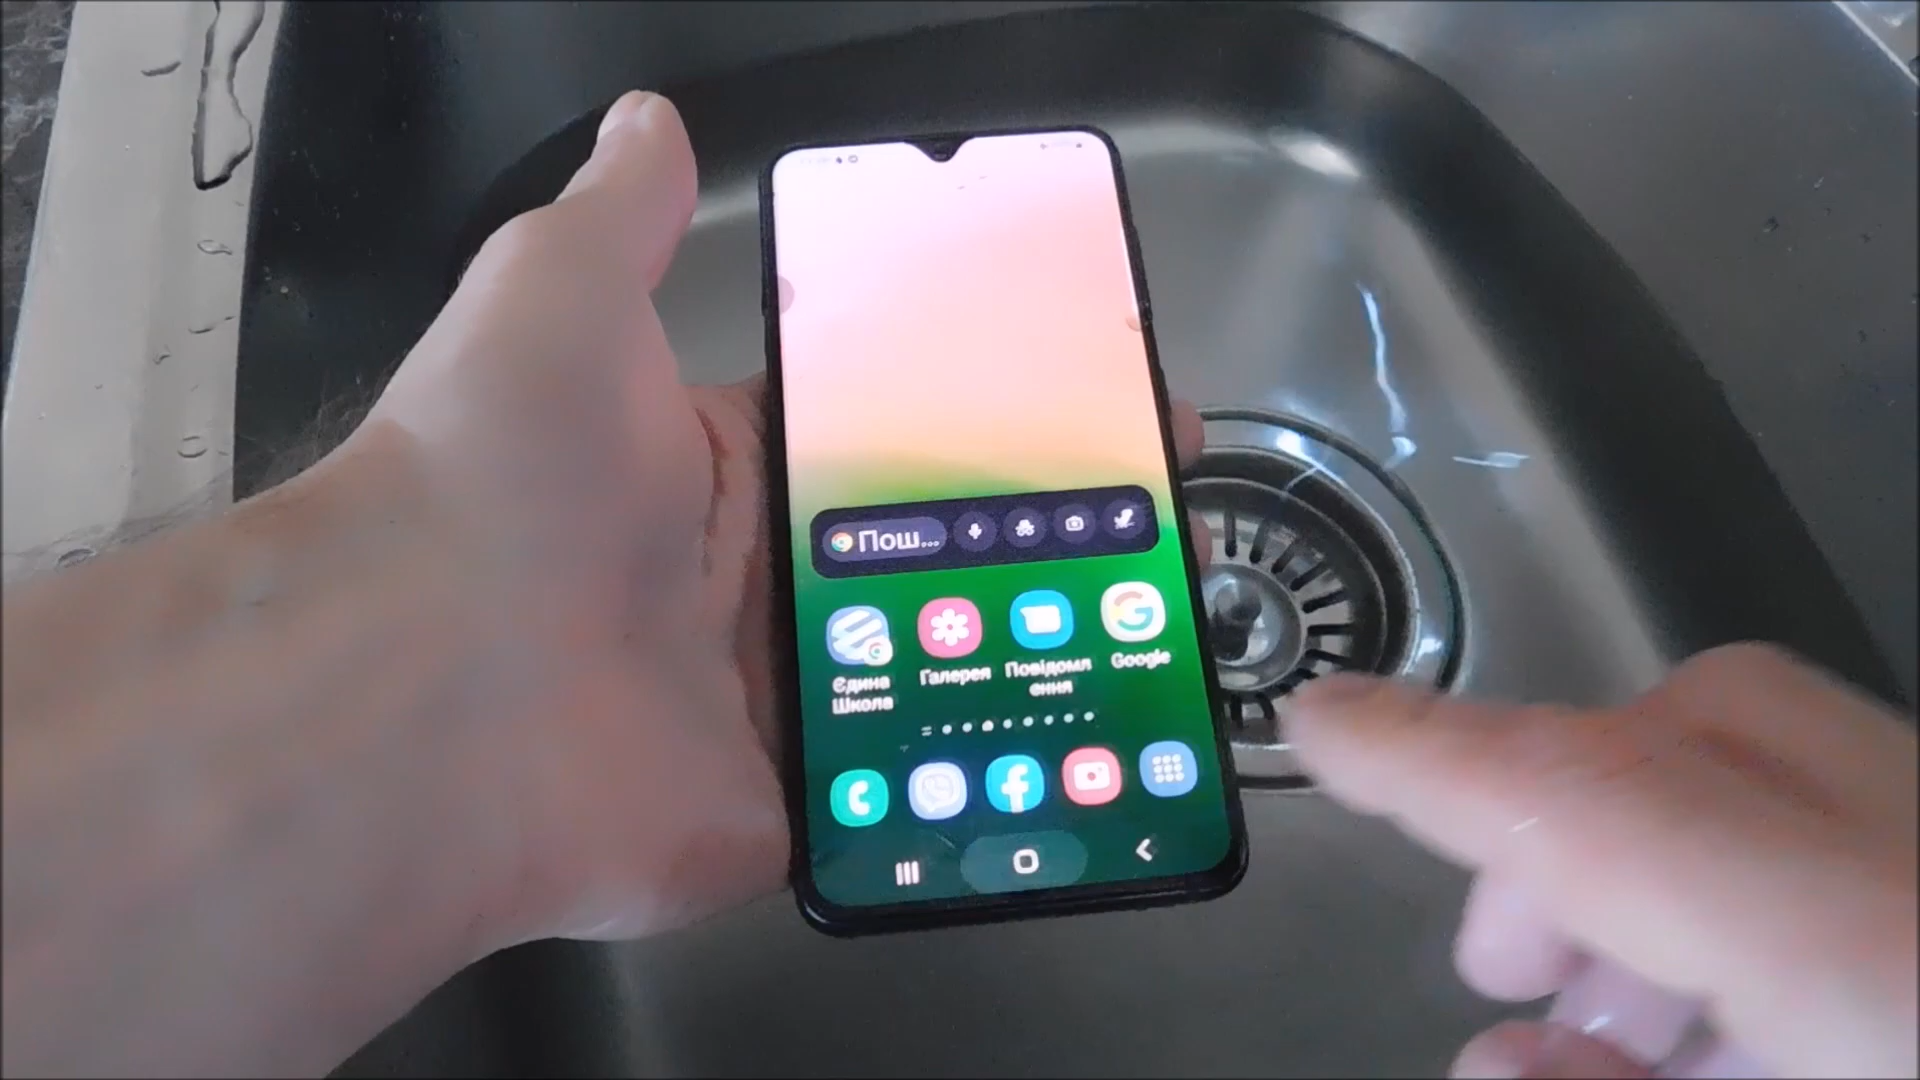 Пош...
Єдина
Школа
Галерея
Повідомл
ення
Google